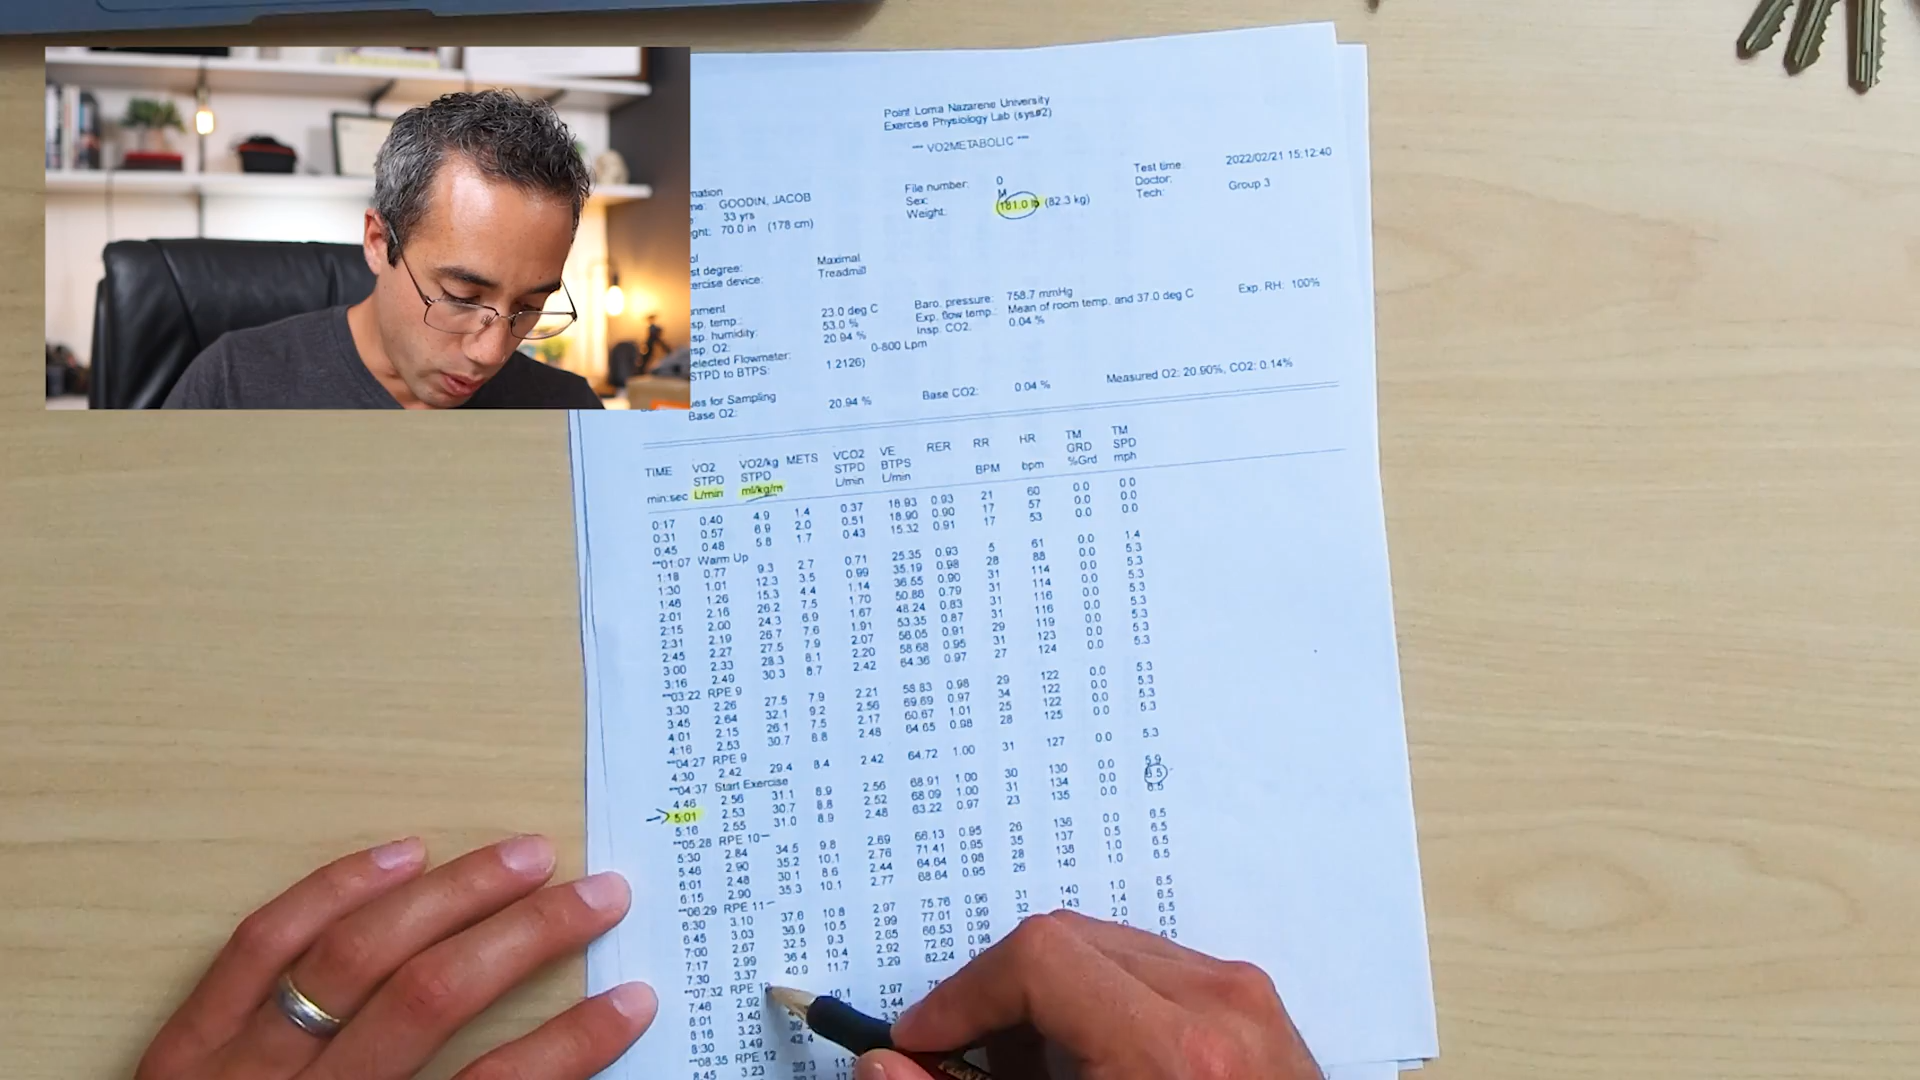 Point Loma Nazarene University
Exercise Physiology Lab (sys#2)
*** VO2METABOLIC ***
File number: 0
Test time: 2022/02/21 15:12:40
GOODIN, JACOB
Sex: M
Doctor:
33 yrs
Weight: 181.0 lb (82.3 kg)
Tech: Group 3
70.0 in (178 cm)
Maximal
Treadmill
23.0 deg C
Baro. pressure: 758.7 mmHg
53.0 %
Exp. flow temp.: Mean of room temp. and 37.0 deg C
Exp. RH: 100%
20.94 %
Insp. CO2: 0.04 %
Flowmeter: 0-800 Lpm
STPD to BTPS: 1.2126)
for Sampling
Base O2: 20.94 %
Base CO2: 0.04 %
Measured O2: 20.90%, CO2: 0.14%
TIME VO2 VO2/kg METS VCO2 VE RER RR HR TM TM
STPD STPD STPD BTPS GRD SPD
min:sec L/min ml/kg/m L/min L/min BPM bpm %Grd mph
0:17 0.40 4.9 1.4 0.37 18.93 0.93 21 60 0.0 0.0
0:31 0.57 6.9 2.0 0.51 18.90 0.90 17 57 0.0 0.0
0:45 0.48 5.8 1.7 0.43 15.32 0.91 17 53 0.0 0.0
**01:07 Warm Up
1:18 0.77 9.3 2.7 0.71 25.35 0.93 5 61 0.0 1.4
1:30 1.01 12.3 3.5 0.99 35.19 0.98 28 88 0.0 5.3
1:46 1.26 15.3 4.4 1.14 36.55 0.90 31 114 0.0 5.3
2:01 2.16 26.2 7.5 1.70 50.86 0.79 31 114 0.0 5.3
2:15 2.00 24.3 6.9 1.67 48.24 0.83 31 116 0.0 5.3
2:31 2.19 26.7 7.6 1.91 53.35 0.87 31 116 0.0 5.3
2:45 2.27 27.5 7.9 2.07 56.05 0.91 29 119 0.0 5.3
3:00 2.33 28.3 8.1 2.20 58.68 0.95 31 123 0.0 5.3
3:16 2.49 30.3 8.7 2.42 64.36 0.97 27 124 0.0 5.3
**03:22 RPE 9
3:30 2.26 27.5 7.9 2.21 58.83 0.98 29 122 0.0 5.3
3:45 2.64 32.1 9.2 2.56 69.69 0.97 34 122 0.0 5.3
4:01 2.15 26.1 7.5 2.17 60.67 1.01 25 122 0.0 5.3
4:16 2.53 30.7 8.8 2.48 64.65 0.98 28 125 0.0 5.3
**04:27 RPE 9
4:30 2.42 29.4 8.4 2.42 64.72 1.00 31 127 0.0 5.3
**04:37 Start Exercise
4:46 2.56 31.1 8.9 2.56 68.91 1.00 30 130 0.0 5.9
5:01 2.53 30.7 8.8 2.52 68.09 1.00 31 134 0.0 6.5
5:16 2.55 31.0 8.9 2.48 63.22 0.97 23 135 0.0 6.5
**05:28 RPE 10
5:30 2.84 34.5 9.8 2.69 66.13 0.95 26 136 0.0 6.5
5:46 2.90 35.2 10.1 2.76 71.41 0.95 35 137 0.5 6.5
6:01 2.48 30.1 8.6 2.44 64.64 0.98 28 138 1.0 6.5
6:15 2.90 35.3 10.1 2.77 68.64 0.95 26 140 1.0 6.5
**06:29 RPE 11
6:30 3.10 37.6 10.8 2.97 75.76 0.96 31 140 1.0 6.5
6:45 3.03 36.9 10.5 2.99 77.01 0.99 32 143 1.4 6.5
7:00 2.67 32.5 9.3 2.65 66.53 0.99 2.0 6.5
7:17 2.99 36.4 10.4 2.92 72.60 0.98 6.5
7:30 3.37 40.9 11.7 3.29 82.24
**07:32 RPE
7:46 2.92 10.1 2.97
8:01 3.40 3.44
8:16 3.23
8:30 3.49 42.4
**08:35 RPE 12
8:45 3.23 39.3